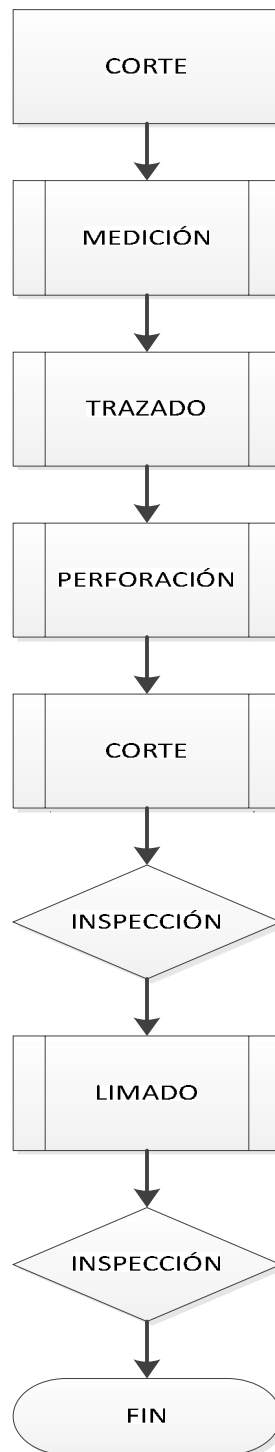 CORTE
MEDICIÓN
TRAZADO
PERFORACIÓN
CORTE
INSPECCIÓN
LIMADO
INSPECCIÓN
FIN